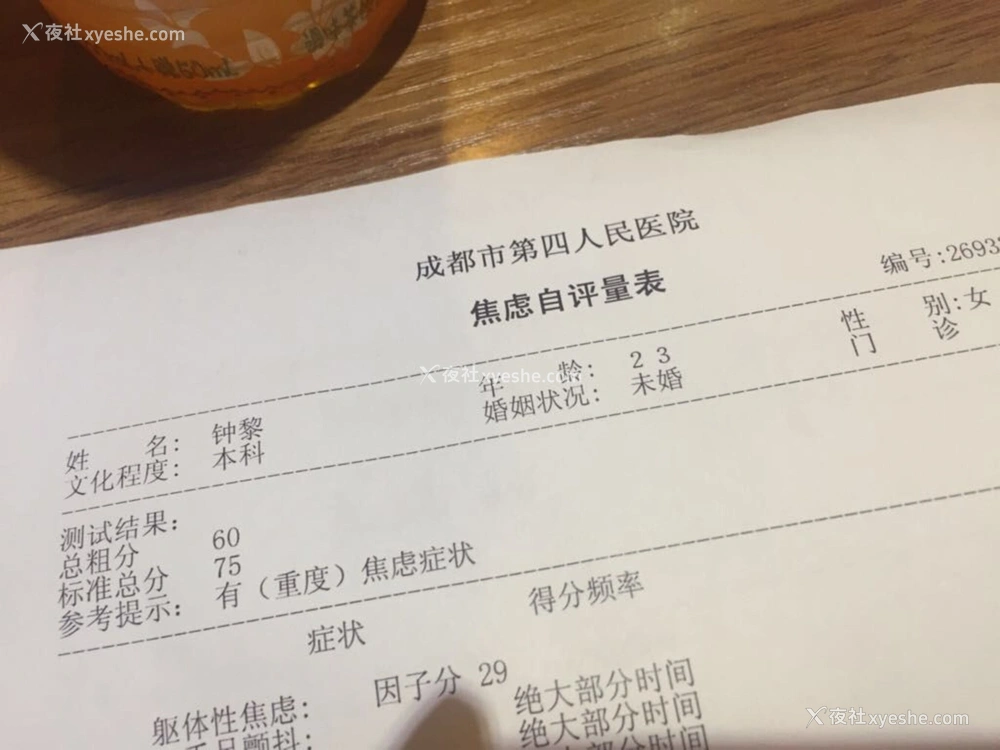 夜社xyeshe.com
成都市第四人民医院
焦虑自评量表
编号:2693
姓 名: 钟黎 年 龄: 2 3 性 别:女
文化程度: 本科 婚姻状况: 未婚 门 诊
夜社xyeshe.com
测试结果:
总粗分 60
标准总分 75
参考提示: 有(重度)焦虑症状
症状 得分频率
躯体性焦虑: 因子分 29 绝大部分时间
手足颤抖: 绝大部分时间
夜社xyeshe.com